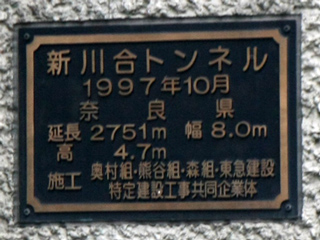 新川合トンネル
1997年10月
奈良県
延長 2751m 幅 8.0m
高 4.7m
施工 奥村組・熊谷組・森組・東急建設
特定建設工事共同企業体